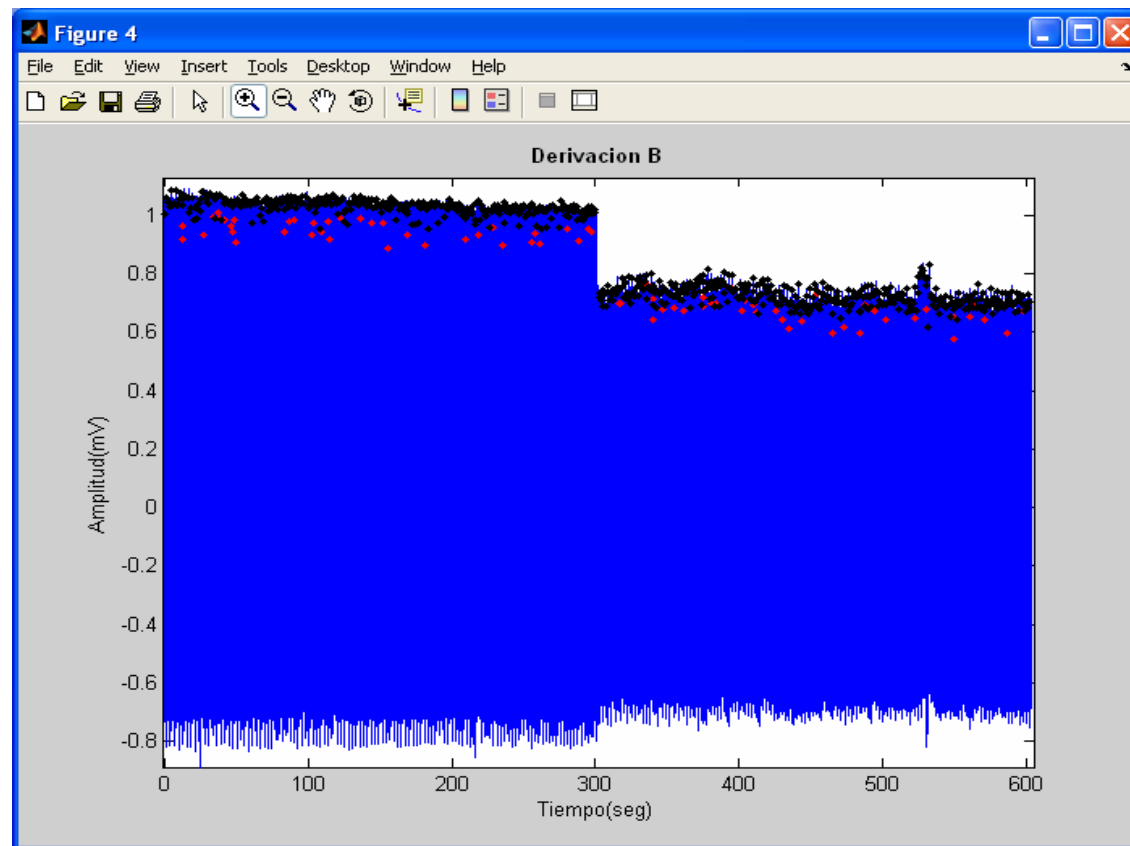 Figure 4
File Edit View Insert Tools Desktop Window Help
Derivacion B
1
0.8
0.6
0.4
0.2
0
-0.2
-0.4
-0.6
-0.8
Amplitud(mV)
0 100 200 300 400 500 600
Tiempo(seg)